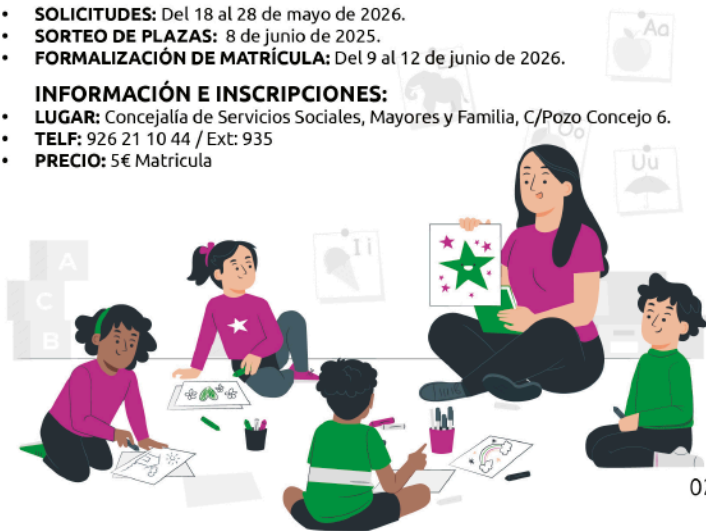 • SOLICITUDES: Del 18 al 28 de mayo de 2026.
• SORTEO DE PLAZAS: 8 de junio de 2025.
• FORMALIZACIÓN DE MATRÍCULA: Del 9 al 12 de junio de 2026.
INFORMACIÓN E INSCRIPCIONES:
• LUGAR: Concejalía de Servicios Sociales, Mayores y Familia, C/Pozo Concejo 6.
• TELF: 926 21 10 44 / Ext: 935
• PRECIO: 5€ Matricula
Aa
Oo
Uu
Ii
A
C
B